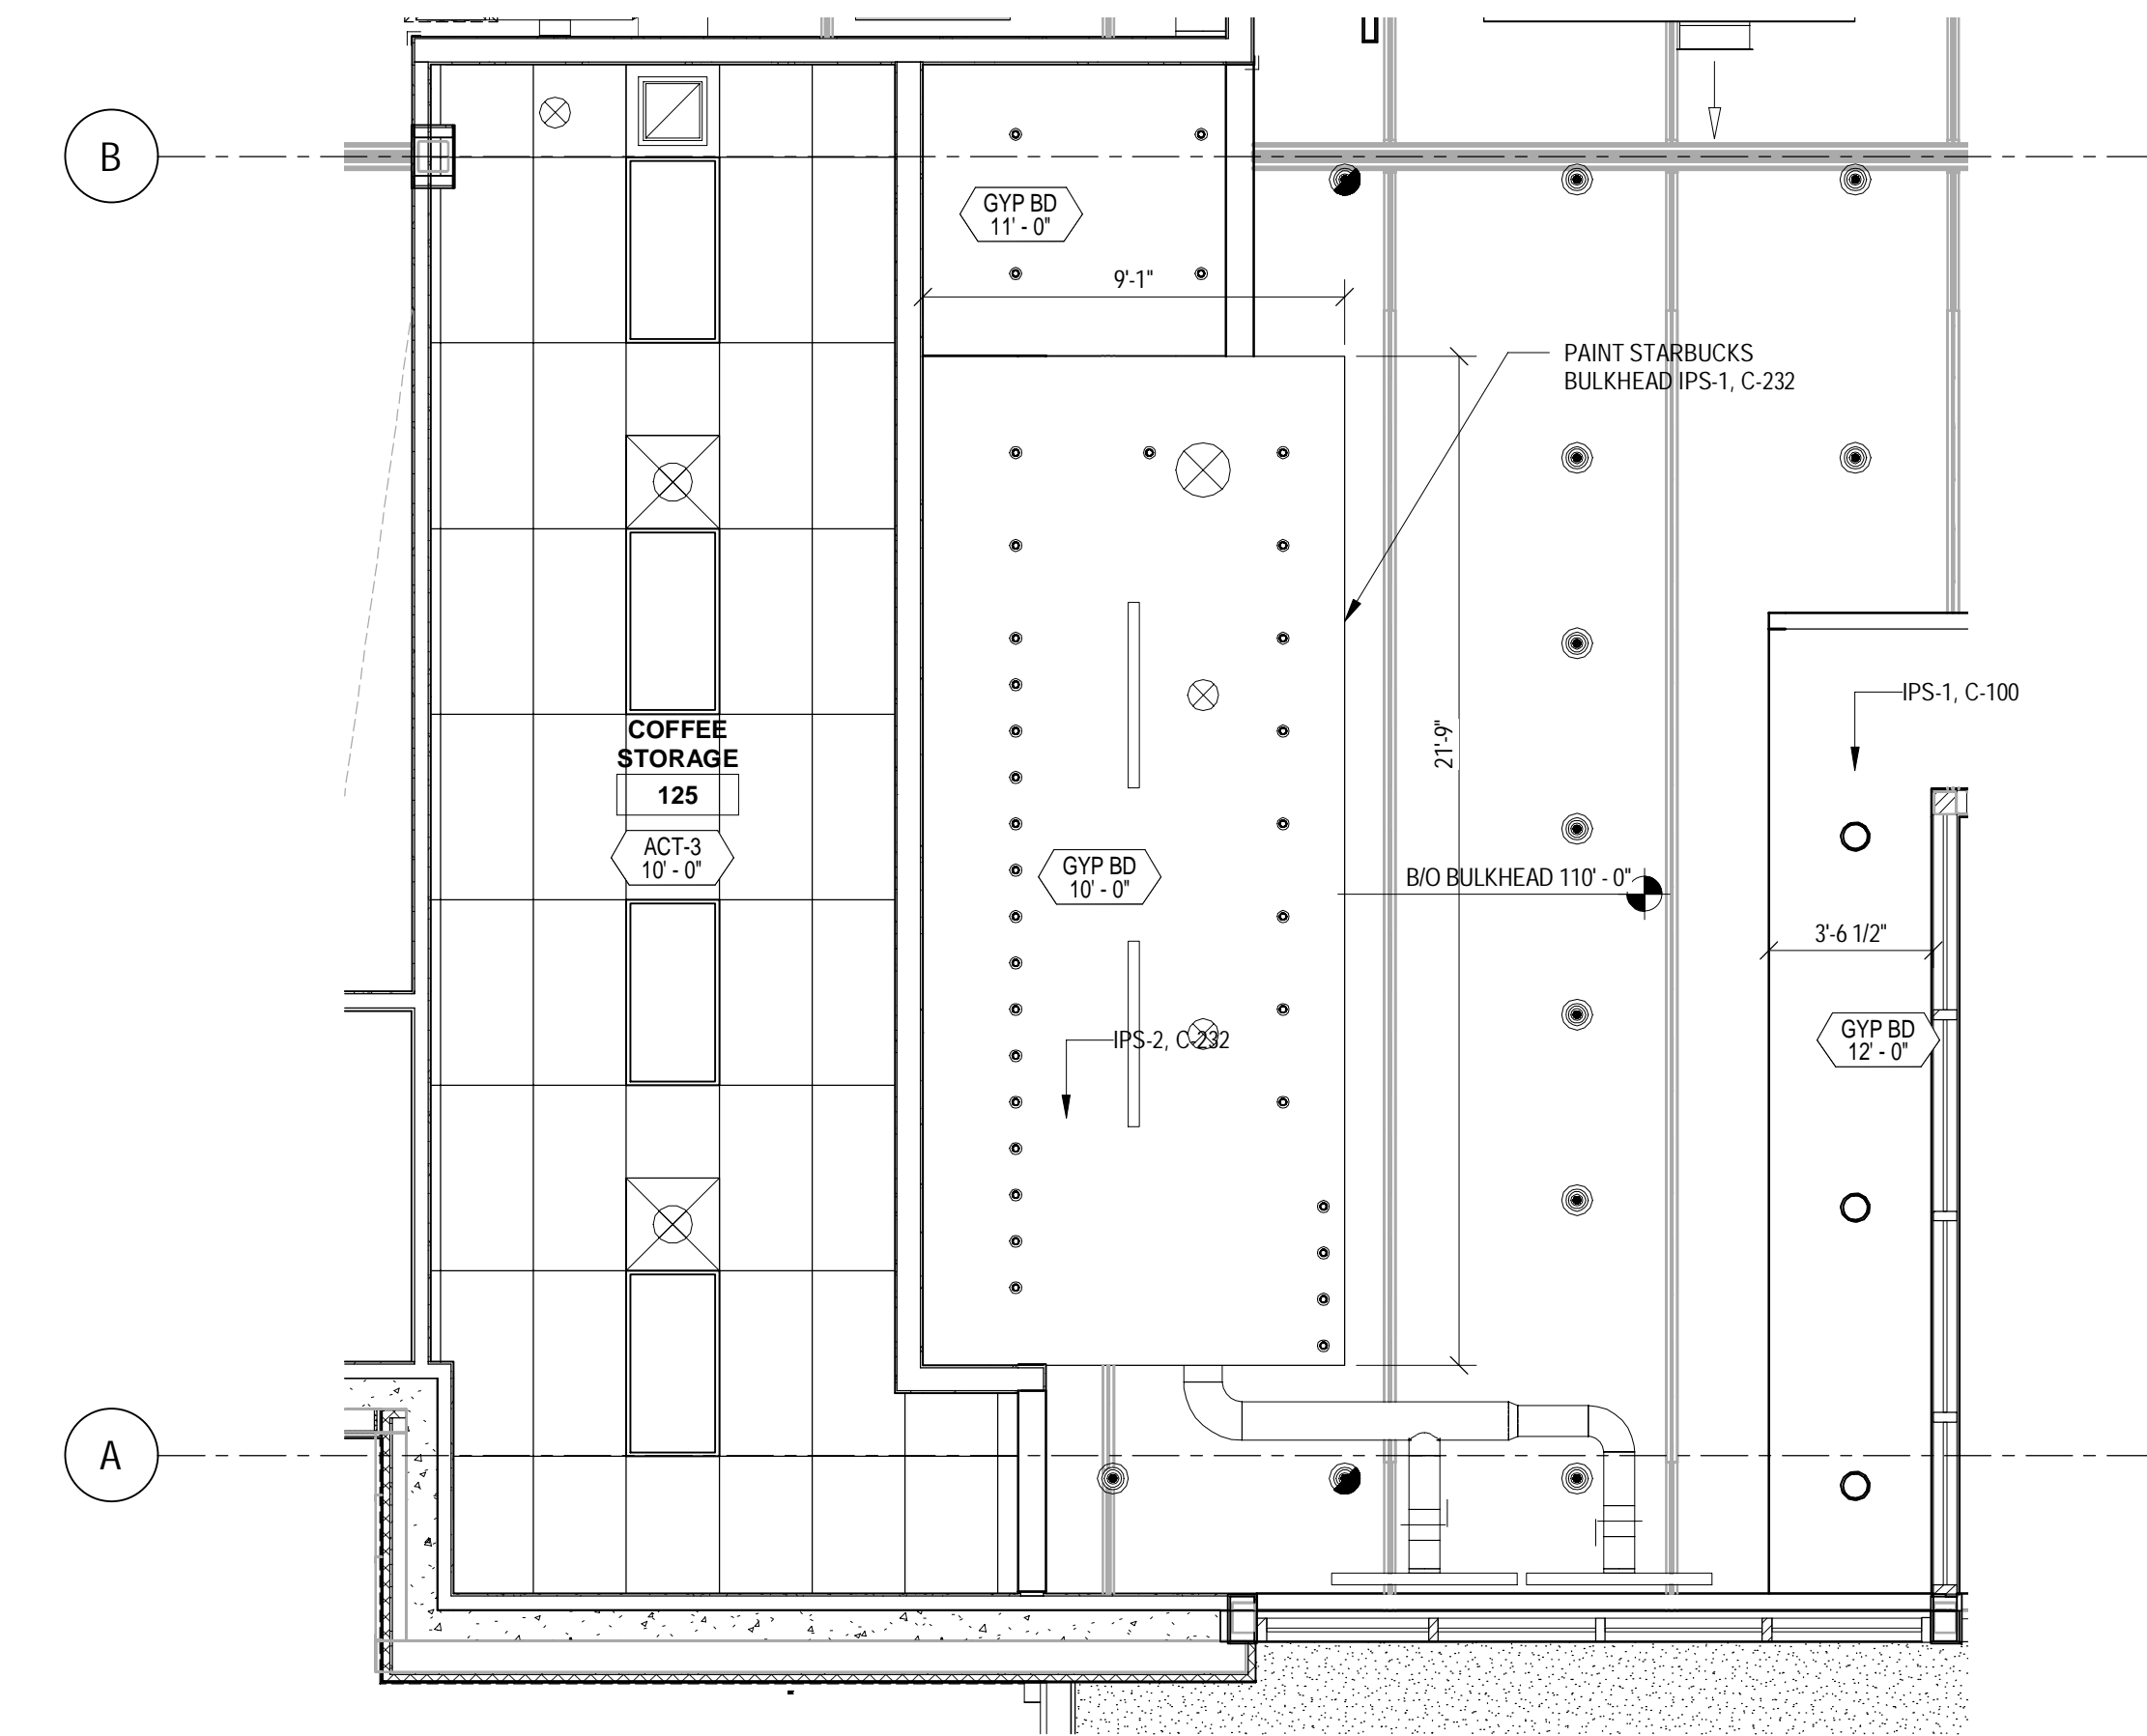 B
GYP BD
11' - 0"
9'-1"
PAINT STARBUCKS
BULKHEAD IPS-1, C-232
IPS-1, C-100
COFFEE
STORAGE
125
21'-9"
ACT-3
10' - 0"
GYP BD
10' - 0"
B/O BULKHEAD 110' - 0"
3'-6 1/2"
IPS-2, C-232
GYP BD
12' - 0"
A